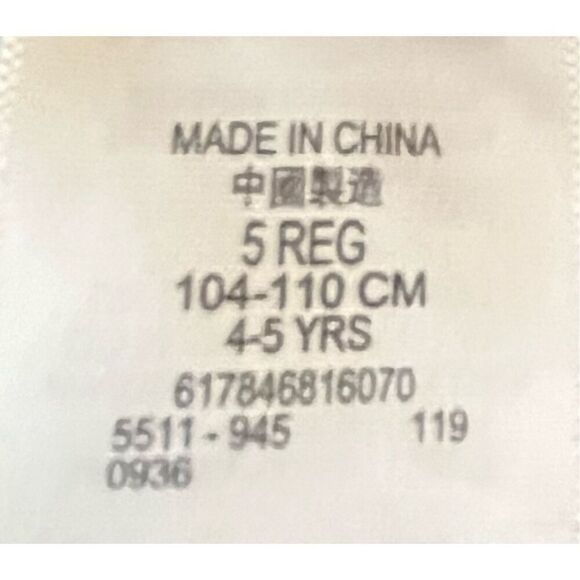 MADE IN CHINA
中國製造
5 REG
104-110 CM
4-5 YRS
617846816070
5511 - 945 119
0936